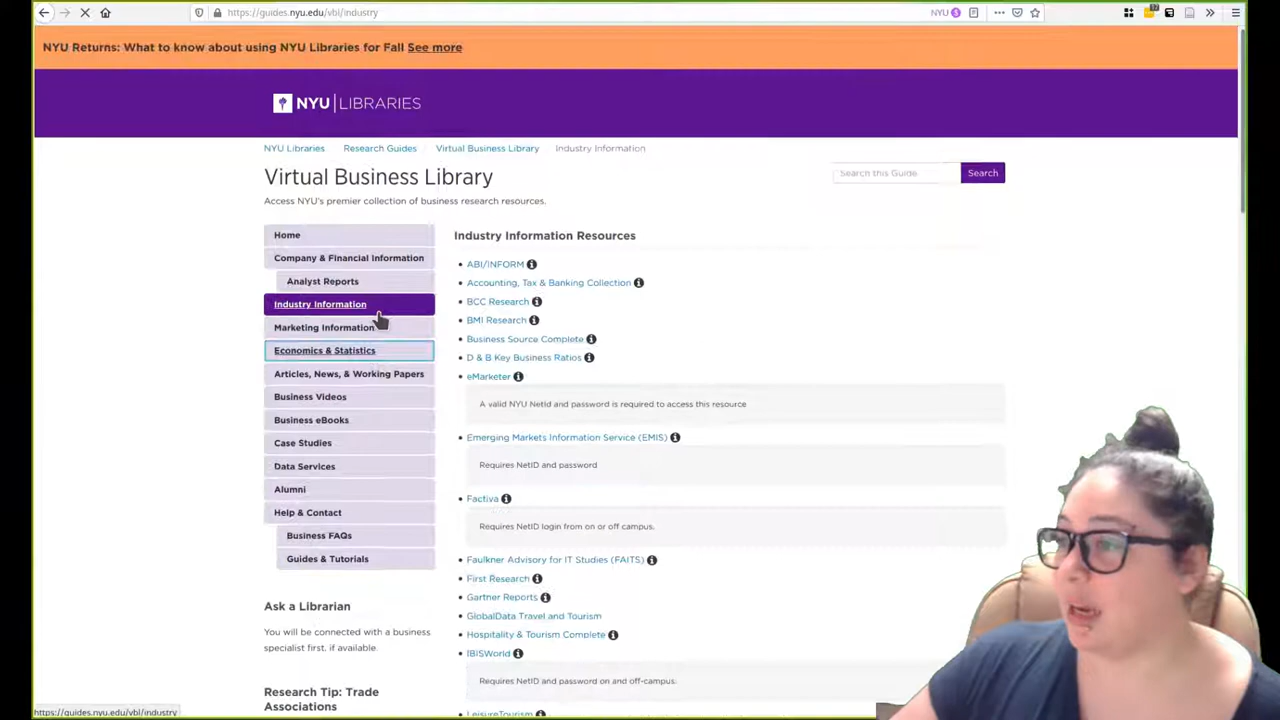 https://guides.nyu.edu/vbl/industry
NYU
12
NYU Returns: What to know about using NYU Libraries for Fall See more
NYU LIBRARIES
NYU Libraries Research Guides Virtual Business Library Industry Information
Virtual Business Library
Search this Guide Search
Access NYU's premier collection of business research resources.
Home
Company & Financial Information
Analyst Reports
Industry Information
Marketing Information
Economics & Statistics
Articles, News, & Working Papers
Business Videos
Business eBooks
Case Studies
Data Services
Alumni
Help & Contact
Business FAQs
Guides & Tutorials
Ask a Librarian
You will be connected with a business
specialist first, if available.
Research Tip: Trade
Associations
Industry Information Resources
ABI/INFORM
Accounting, Tax & Banking Collection
BCC Research
BMI Research
Business Source Complete
D & B Key Business Ratios
eMarketer
A valid NYU NetId and password is required to access this resource
Emerging Markets Information Service (EMIS)
Requires NetID and password
Factiva
Requires NetID login from on or off campus.
Faulkner Advisory for IT Studies (FAITS)
First Research
Gartner Reports
GlobalData Travel and Tourism
Hospitality & Tourism Complete
IBISWorld
Requires NetID and password on and off-campus.
LeisureTourism
https://guides.nyu.edu/vbl/industry